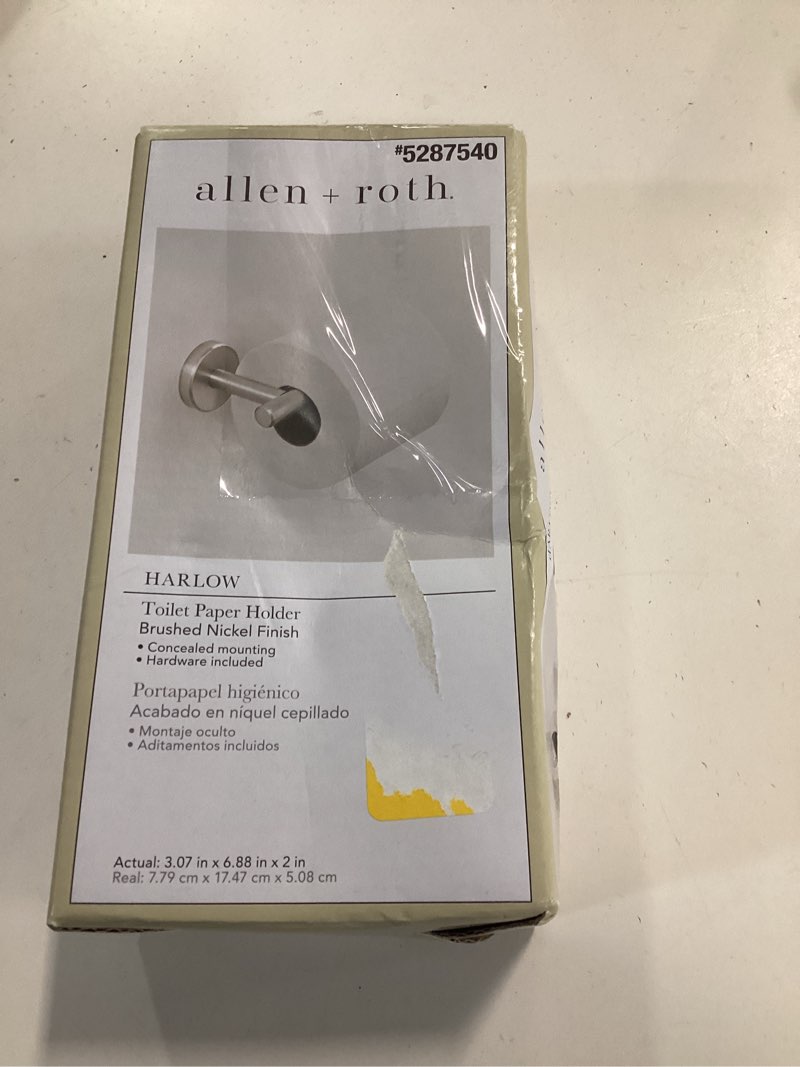 #5287540
allen + roth.
HARLOW
Toilet Paper Holder
Brushed Nickel Finish
• Concealed mounting
• Hardware included
Portapapel higiénico
Acabado en níquel cepillado
• Montaje oculto
• Aditamentos incluidos
Actual: 3.07 in x 6.88 in x 2 in
Real: 7.79 cm x 17.47 cm x 5.08 cm